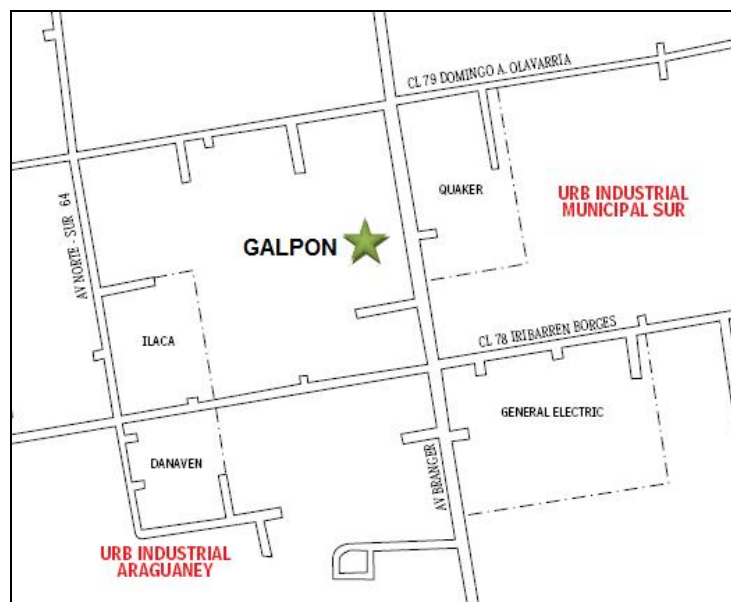 CL 79 DOMINGO A. OLAVARRIA
QUAKER
URB INDUSTRIAL
MUNICIPAL SUR
AV NORTE - SUR 64
GALPON
ILACA
CL 78 IRIBARREN BORGES
GENERAL ELECTRIC
DANAVEN
AV BRANGER
URB INDUSTRIAL
ARAGUANEY